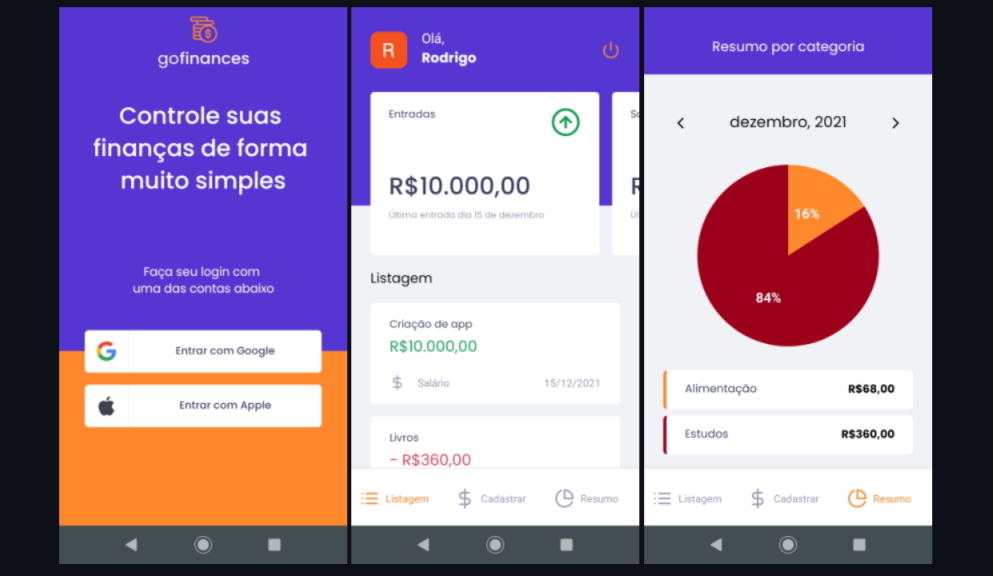 gofinances
Controle suas
finanças de forma
muito simples
Faça seu login com
uma das contas abaixo
Entrar com Google
Entrar com Apple
R
Olá,
Rodrigo
Entradas
R$10.000,00
Última entrada dia 15 de dezembro
Listagem
Criação de app
R$10.000,00
$ Salário 15/12/2021
Livros
- R$360,00
Listagem $ Cadastrar Resumo
Resumo por categoria
dezembro, 2021
16%
84%
Alimentação R$68,00
Estudos R$360,00
Listagem $ Cadastrar Resumo